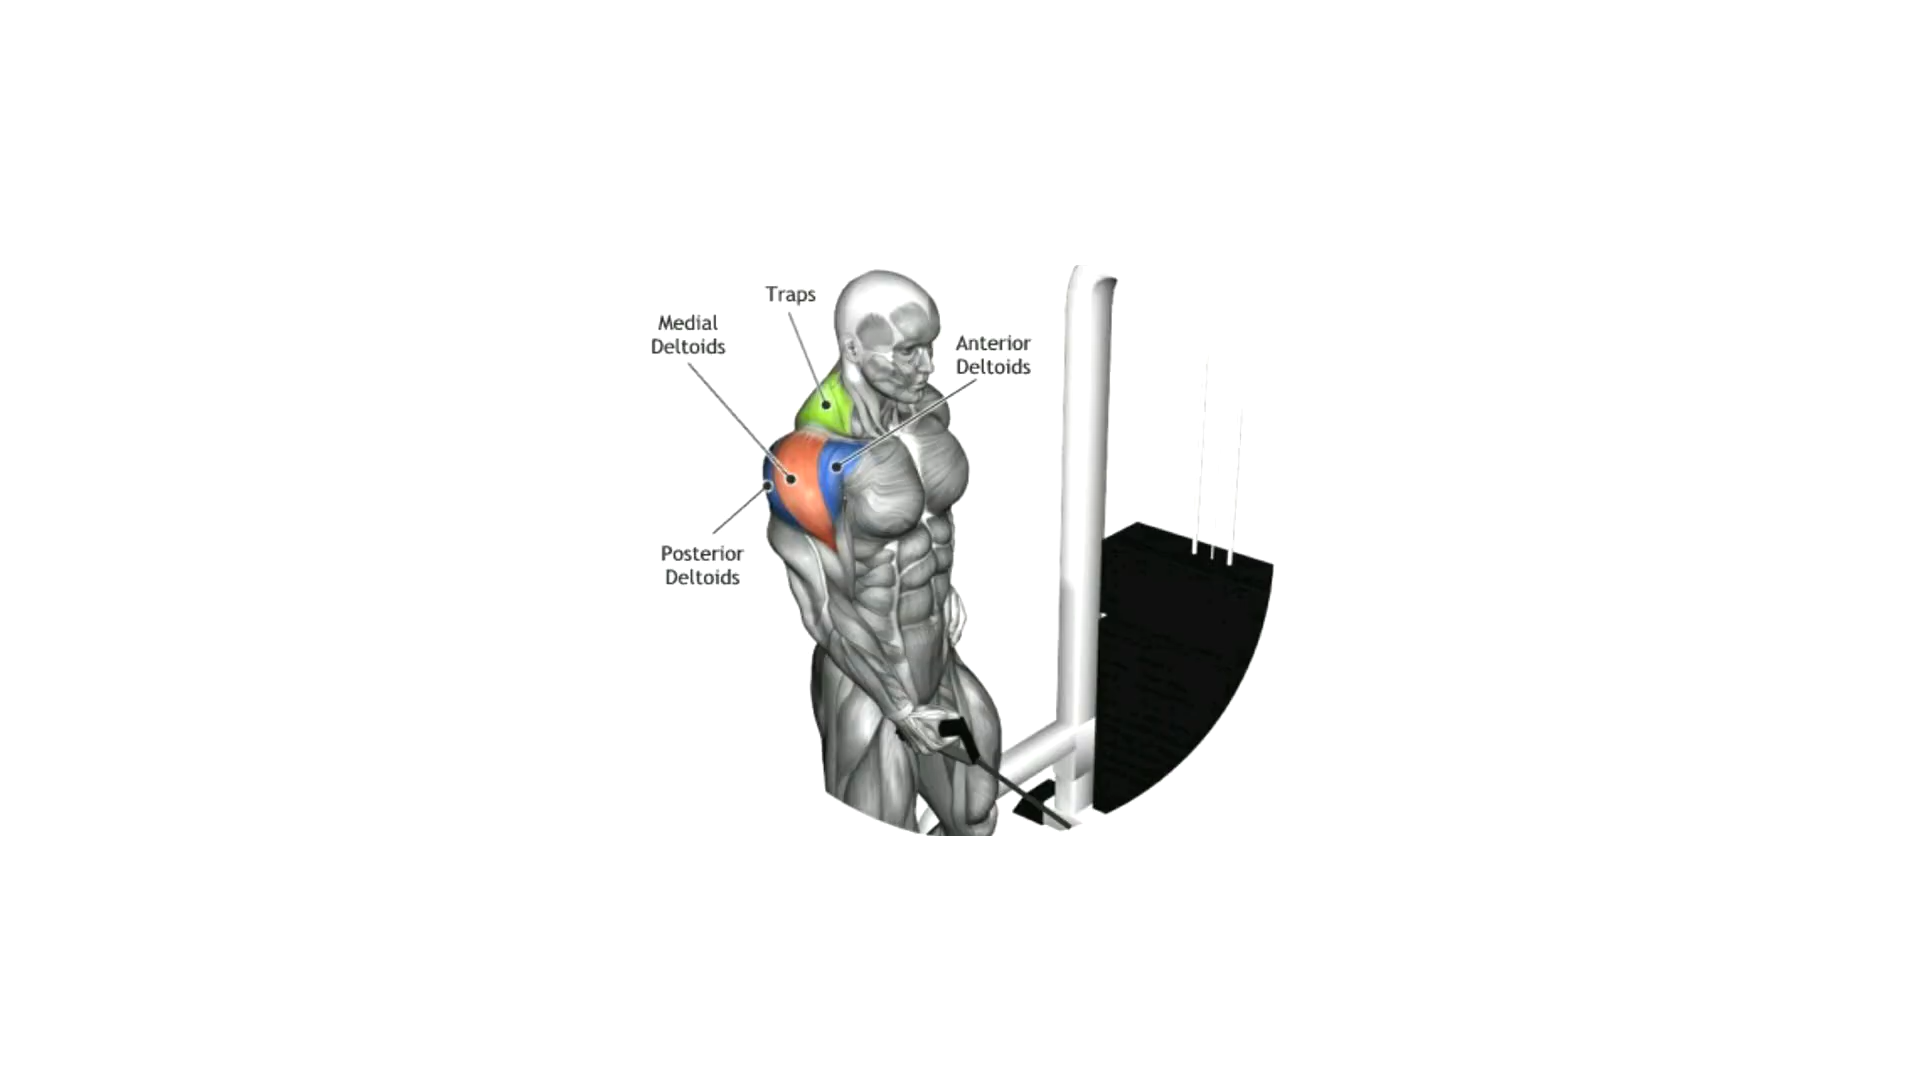 Traps
Medial
Deltoids
Anterior
Deltoids
Posterior
Deltoids